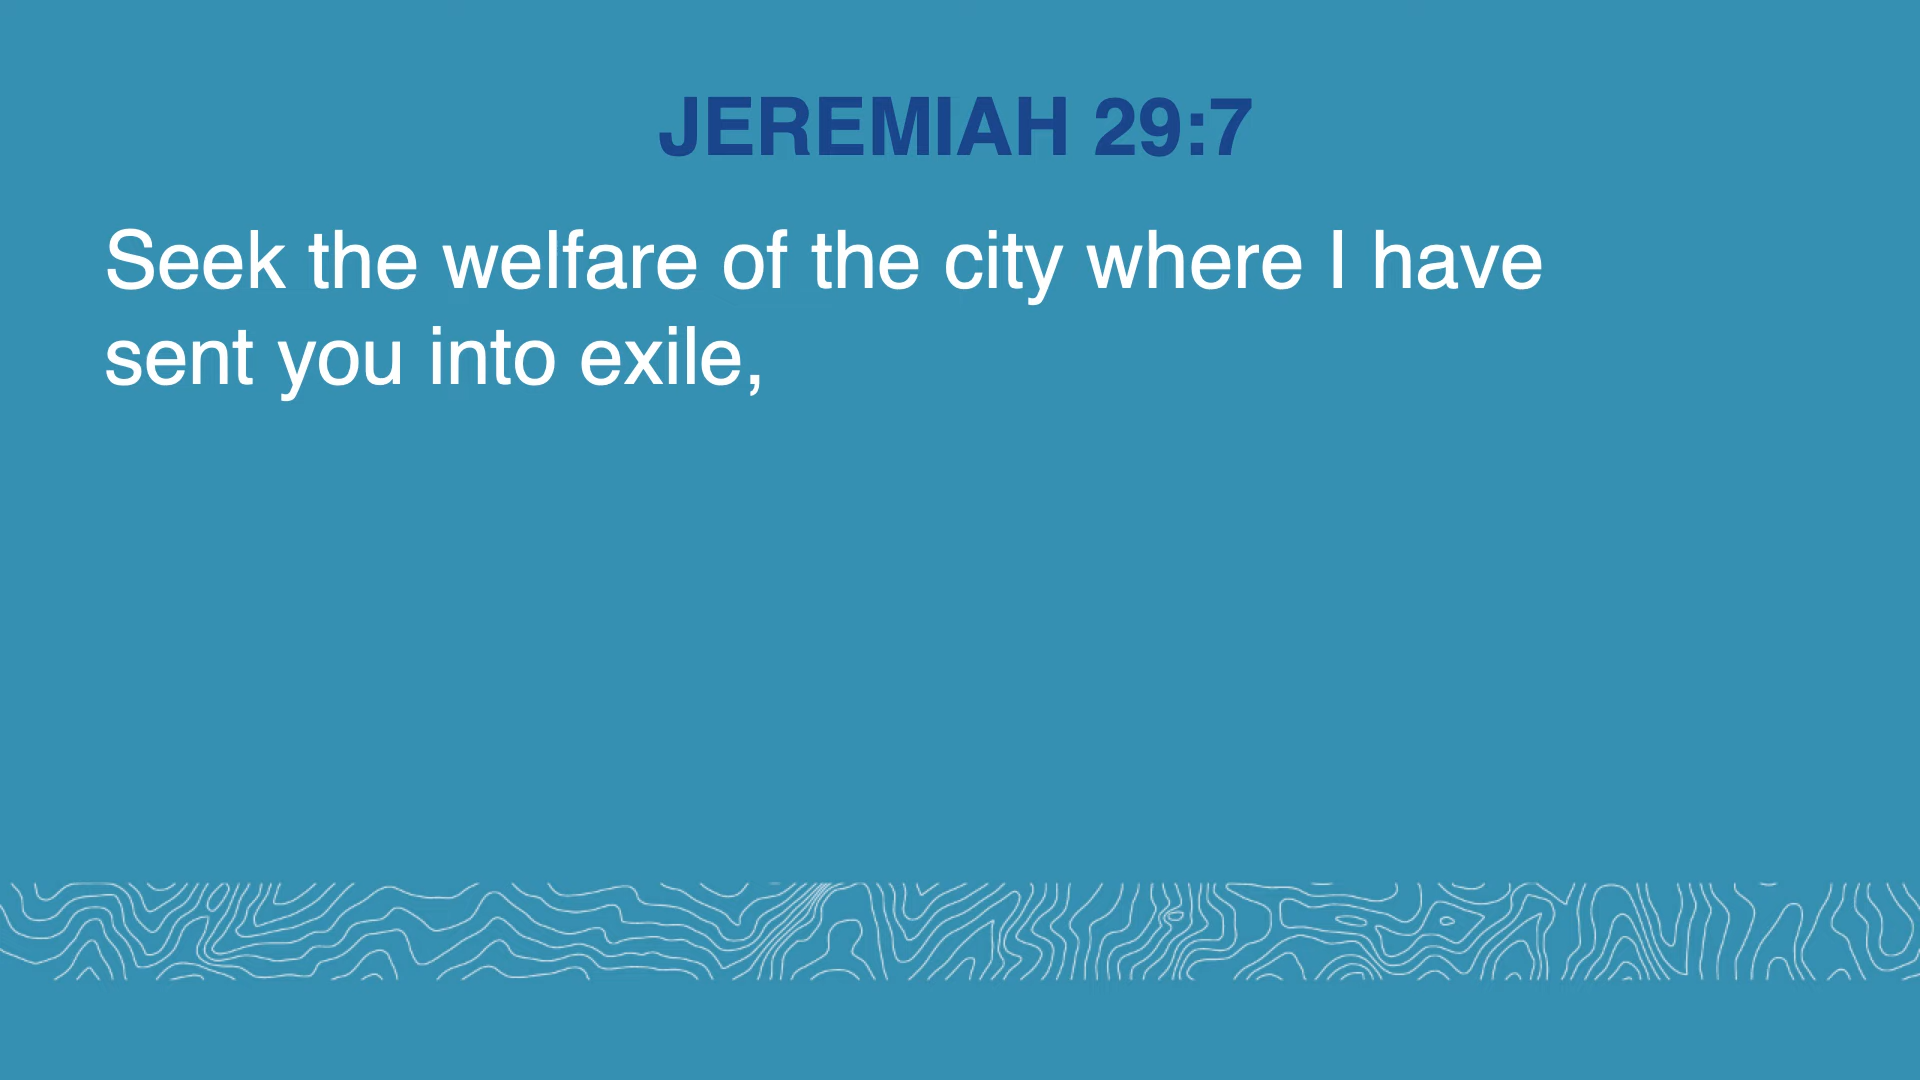 JEREMIAH 29:7
Seek the welfare of the city where I have
sent you into exile,